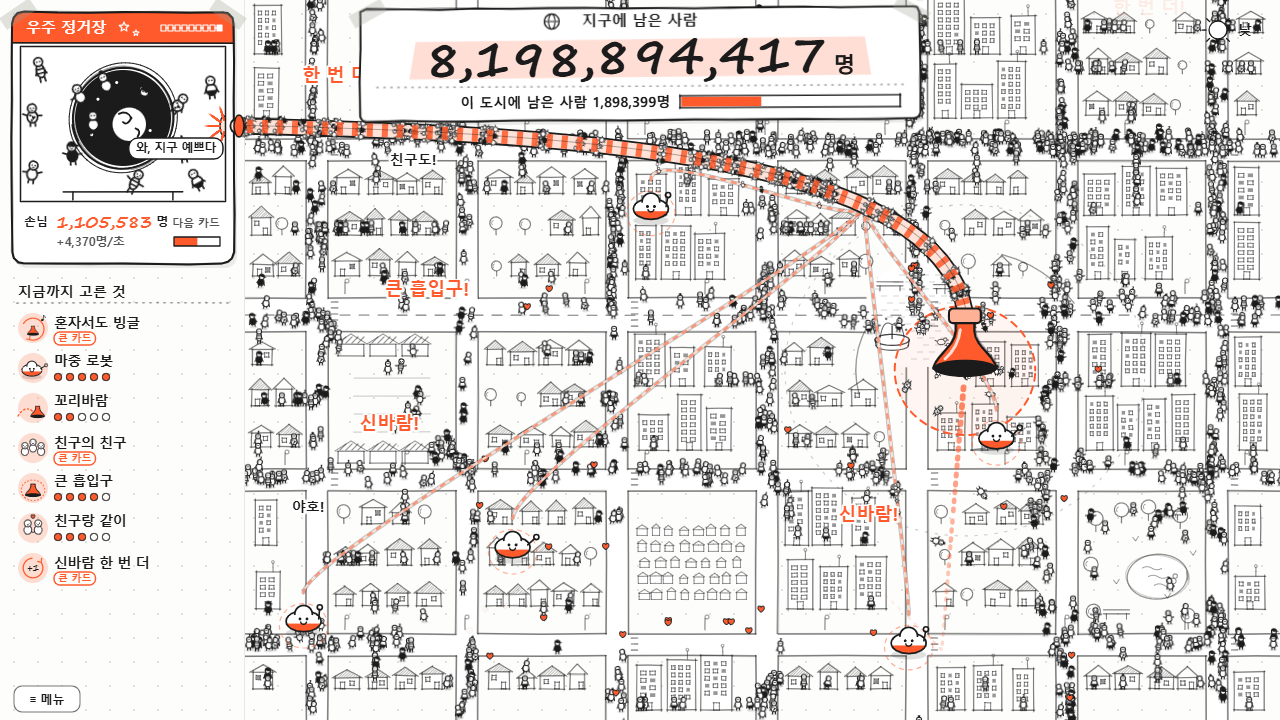 우주 정거장
와, 지구 예쁘다
손님 1,105,583 명 다음 카드
+4,370명/초
지금까지 고른 것
혼자서도 빙글
큰 카드
마중 로봇
꼬리바람
친구의 친구
큰 카드
큰 흡입구
친구랑 같이
신바람 한 번 더
큰 카드
≡ 메뉴
지구에 남은 사람
8,198,894,417 명
이 도시에 남은 사람 1,898,399명
한 번 더!
낮
한 번
친구도!
큰 흡입구!
신바람!
야호!
신바람!